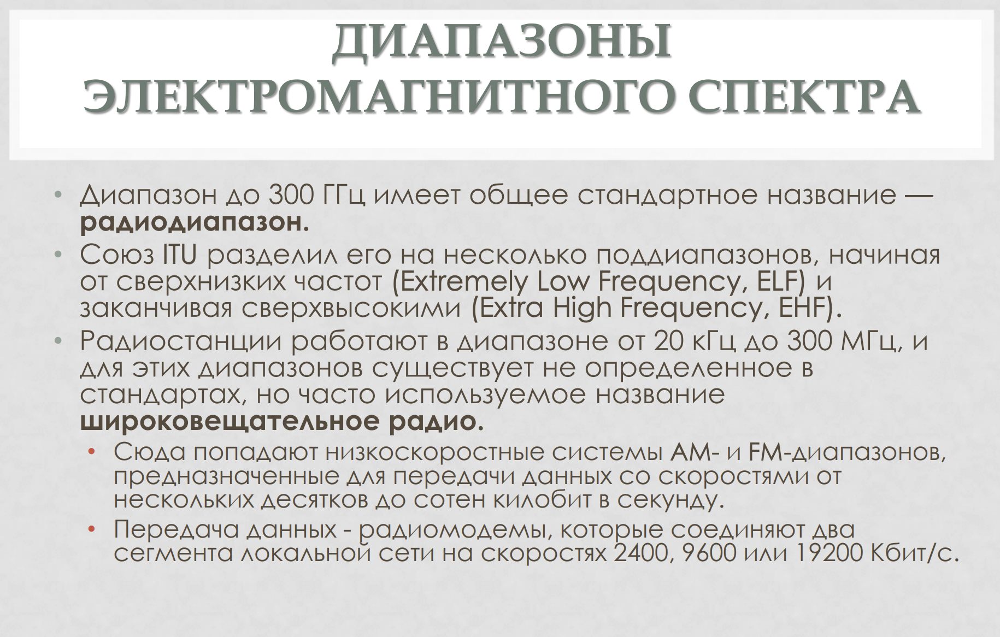 ДИАПАЗОНЫ
ЭЛЕКТРОМАГНИТНОГО СПЕКТРА
• Диапазон до 300 ГГц имеет общее стандартное название —
радиодиапазон.
• Союз ITU разделил его на несколько поддиапазонов, начиная
от сверхнизких частот (Extremely Low Frequency, ELF) и
заканчивая сверхвысокими (Extra High Frequency, EHF).
• Радиостанции работают в диапазоне от 20 кГц до 300 МГц, и
для этих диапазонов существует не определенное в
стандартах, но часто используемое название
широковещательное радио.
• Сюда попадают низкоскоростные системы AM- и FM-диапазонов,
предназначенные для передачи данных со скоростями от
нескольких десятков до сотен килобит в секунду.
• Передача данных - радиомодемы, которые соединяют два
сегмента локальной сети на скоростях 2400, 9600 или 19200 Кбит/с.